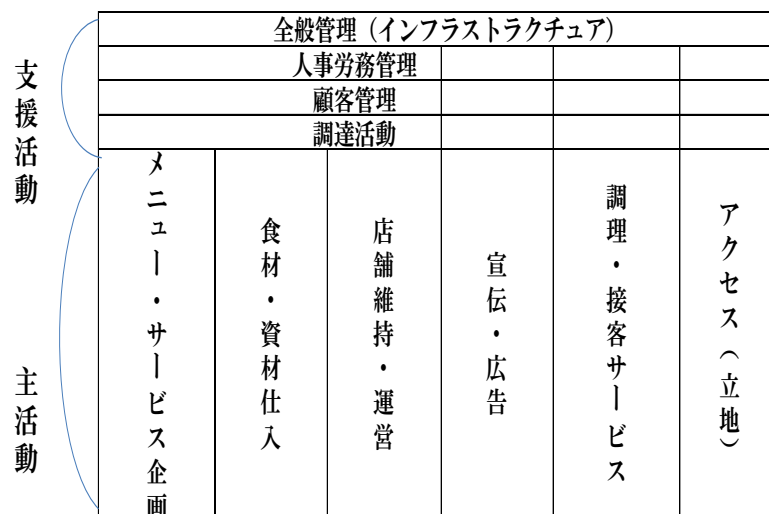 全般管理（インフラストラクチュア）
人事労務管理
顧客管理
調達活動
支援活動
主活動
メニュー・サービス企画
食材・資材仕入
店舗維持・運営
宣伝・広告
調理・接客サービス
アクセス（立地）